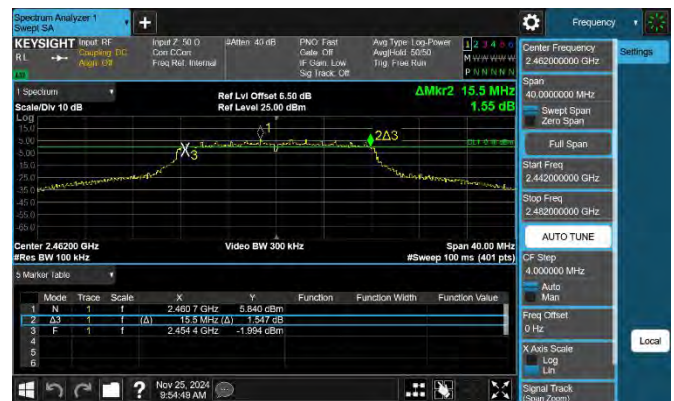 Spectrum Analyzer 1
Swept SA
Frequency
KEYSIGHT Input: RF
RL
Coupling: DC
Align: Off
Input Z: 50 Ω
Corr CCorr
Freq Ref: Internal
#Atten: 40 dB
PNO: Fast
Gate: Off
IF Gain: Low
Sig Track: Off
Avg Type: Log-Power
Avg|Hold: 50/50
Trig: Free Run
1 2 3 4 5 6
M W W W W W
P N N N N N
Center Frequency
2.462000000 GHz
Settings
1 Spectrum
Scale/Div 10 dB
Ref Lvl Offset 6.50 dB
Ref Level 25.00 dBm
ΔMkr2 15.5 MHz
1.55 dB
Span
40.0000000 MHz
Swept Span
Zero Span
Full Span
Log
15.0
5.00
-5.00
-15.0
-25.0
-35.0
-45.0
-55.0
-65.0
1
2Δ3
X3
Start Freq
2.442000000 GHz
Stop Freq
2.482000000 GHz
AUTO TUNE
Center 2.46200 GHz
#Res BW 100 kHz
Video BW 300 kHz
Span 40.00 MHz
#Sweep 100 ms (401 pts)
CF Step
4.000000 MHz
Auto
Man
5 Marker Table
Mode Trace Scale X Y Function Function Width Function Value
1 N 1 f 2.460 7 GHz 5.840 dBm
2 Δ3 1 f (Δ) 15.5 MHz (Δ) 1.547 dB
3 F 1 f 2.454 4 GHz -1.994 dBm
4
5
6
Freq Offset
0 Hz
X Axis Scale
Log
Lin
Local
Signal Track
(Span Zoom)
? Nov 25, 2024
9:54:49 AM